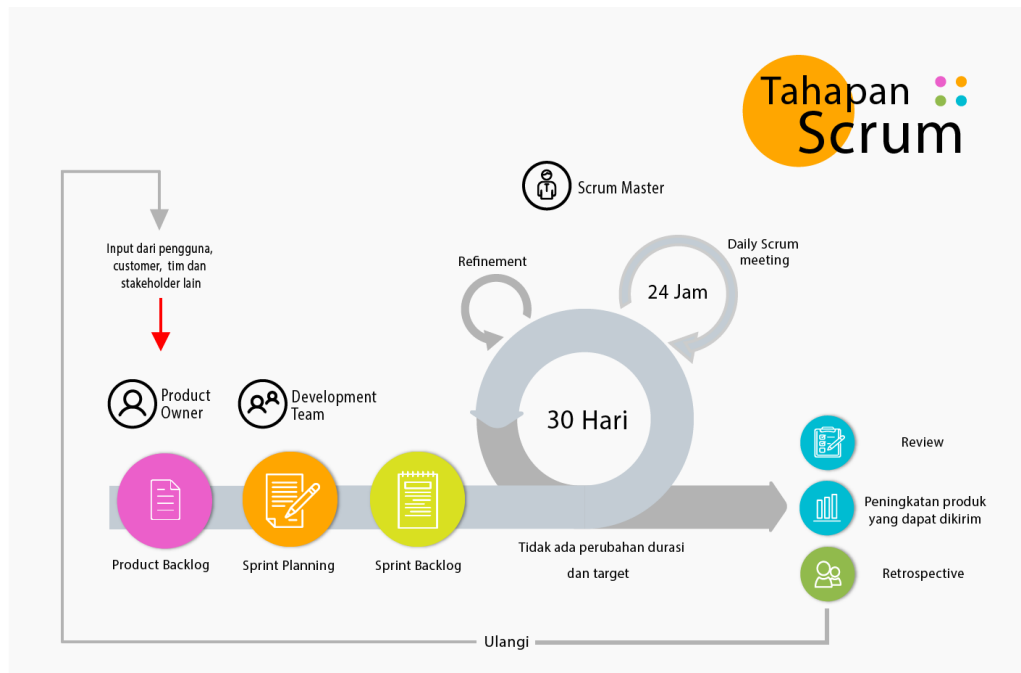 Tahapan
Scrum
Scrum Master
Input dari pengguna,
customer, tim dan
stakeholder lain
Refinement
Daily Scrum
meeting
24 Jam
30 Hari
Product
Owner
Development
Team
Product Backlog
Sprint Planning
Sprint Backlog
Tidak ada perubahan durasi
dan target
Review
Peningkatan produk
yang dapat dikirim
Retrospective
Ulangi